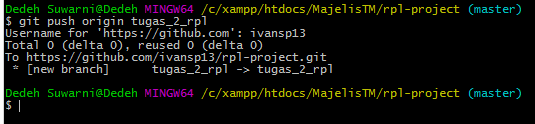 Dedeh Suwarni@Dedeh MINGW64 /c/xampp/htdocs/MajelisTM/rpl-project (master)
$ git push origin tugas_2_rpl
Username for 'https://github.com': ivansp13
Total 0 (delta 0), reused 0 (delta 0)
To https://github.com/ivansp13/rpl-project.git
 * [new branch]      tugas_2_rpl -> tugas_2_rpl
Dedeh Suwarni@Dedeh MINGW64 /c/xampp/htdocs/MajelisTM/rpl-project (master)
$